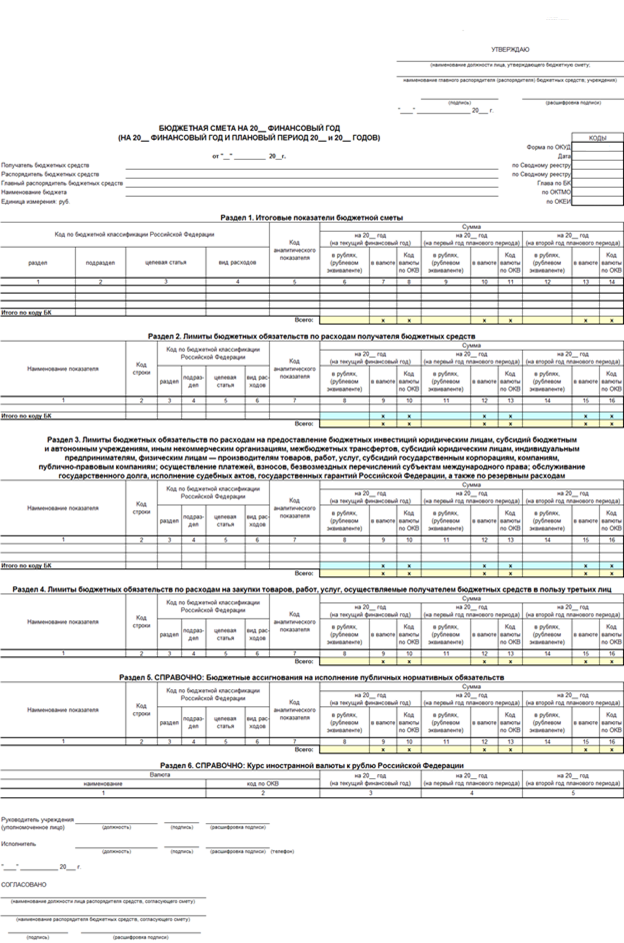 УТВЕРЖДАЮ
(наименование должности лица, утверждающего бюджетную смету;
наименование главного распорядителя (распорядителя) бюджетных средств; учреждения)
(подпись) (расшифровка подписи)
"____" ______________ 20___ г.
БЮДЖЕТНАЯ СМЕТА НА 20__ ФИНАНСОВЫЙ ГОД
(НА 20__ ФИНАНСОВЫЙ ГОД И ПЛАНОВЫЙ ПЕРИОД 20__ и 20__ ГОДОВ)
КОДЫ
Форма по ОКУД
от "__" _________ 20__г. Дата
Получатель бюджетных средств по Сводному реестру
Распорядитель бюджетных средств по Сводному реестру
Главный распорядитель бюджетных средств Глава по БК
Наименование бюджета по ОКТМО
Единица измерения: руб. по ОКЕИ
Раздел 1. Итоговые показатели бюджетной сметы
Код по бюджетной классификации Российской Федерации Код аналитического показателя Сумма
на 20__ год (на текущий финансовый год) на 20__ год (на первый год планового периода) на 20__ год (на второй год планового периода)
раздел подраздел целевая статья вид расходов в рублях, (рублевом эквиваленте) в валюте Код валюты по ОКВ в рублях, (рублевом эквиваленте) в валюте Код валюты по ОКВ в рублях, (рублевом эквиваленте) в валюте Код валюты по ОКВ
1 2 3 4 5 6 7 8 9 10 11 12 13 14
Итого по коду БК
Всего: х х х х х х
Раздел 2. Лимиты бюджетных обязательств по расходам получателя бюджетных средств
Наименование показателя Код строки Код по бюджетной классификации Российской Федерации Код аналитического показателя Сумма
на 20__ год (на текущий финансовый год) на 20__ год (на первый год планового периода) на 20__ год (на второй год планового периода)
раздел подраз-дел целевая статья вид рас-ходов в рублях, (рублевом эквиваленте) в валюте Код валюты по ОКВ в рублях, (рублевом эквиваленте) в валюте Код валюты по ОКВ в рублях, (рублевом эквиваленте) в валюте Код валюты по ОКВ
1 2 3 4 5 6 7 8 9 10 11 12 13 14 15 16
Итого по коду БК х х х х х х
Всего: х х х х х х
Раздел 3. Лимиты бюджетных обязательств по расходам на предоставление бюджетных инвестиций юридическим лицам, субсидий бюджетным
и автономным учреждениям, иным некоммерческим организациям, межбюджетных трансфертов, субсидий юридическим лицам, индивидуальным
предпринимателям, физическим лицам — производителям товаров, работ, услуг, субсидий государственным корпорациям, компаниям,
публично-правовым компаниям; осуществление платежей, взносов, безвозмездных перечислений субъектам международного права; обслуживание
государственного долга, исполнение судебных актов, государственных гарантий Российской Федерации, а также по резервным расходам
Наименование показателя Код строки Код по бюджетной классификации Российской Федерации Код аналитического показателя Сумма
на 20__ год (на текущий финансовый год) на 20__ год (на первый год планового периода) на 20__ год (на второй год планового периода)
раздел подраз-дел целевая статья вид рас-ходов в рублях, (рублевом эквиваленте) в валюте Код валюты по ОКВ в рублях, (рублевом эквиваленте) в валюте Код валюты по ОКВ в рублях, (рублевом эквиваленте) в валюте Код валюты по ОКВ
1 2 3 4 5 6 7 8 9 10 11 12 13 14 15 16
Итого по коду БК х х х х х х
Всего: х х х х х х
Раздел 4. Лимиты бюджетных обязательств по расходам на закупки товаров, работ, услуг, осуществляемые получателем бюджетных средств в пользу третьих лиц
Наименование показателя Код строки Код по бюджетной классификации Российской Федерации Код аналитического показателя Сумма
на 20__ год (на текущий финансовый год) на 20__ год (на первый год планового периода) на 20__ год (на второй год планового периода)
раздел подраз-дел целевая статья вид рас-ходов в рублях, (рублевом эквиваленте) в валюте Код валюты по ОКВ в рублях, (рублевом эквиваленте) в валюте Код валюты по ОКВ в рублях, (рублевом эквиваленте) в валюте Код валюты по ОКВ
1 2 3 4 5 6 7 8 9 10 11 12 13 14 15 16
Всего: х х х х х х
Раздел 5. СПРАВОЧНО: Бюджетные ассигнования на исполнение публичных нормативных обязательств
Наименование показателя Код строки Код по бюджетной классификации Российской Федерации Код аналитического показателя Сумма
на 20__ год (на текущий финансовый год) на 20__ год (на первый год планового периода) на 20__ год (на второй год планового периода)
раздел подраз-дел целевая статья вид рас-ходов в рублях, (рублевом эквиваленте) в валюте Код валюты по ОКВ в рублях, (рублевом эквиваленте) в валюте Код валюты по ОКВ в рублях, (рублевом эквиваленте) в валюте Код валюты по ОКВ
1 2 3 4 5 6 7 8 9 10 11 12 13 14 15 16
Всего: х х х х х х
Раздел 6. СПРАВОЧНО: Курс иностранной валюты к рублю Российской Федерации
Валюта на 20__ год (на текущий финансовый год) на 20__ год (на первый год планового периода) на 20__ год (на второй год планового периода)
наименование код по ОКВ
1 2 3 4 5
Руководитель учреждения
(уполномоченное лицо) (должность) (подпись) (расшифровка подписи)
Исполнитель
(должность) (подпись) (расшифровка подписи) (телефон)
"____" ___________ 20___ г.
СОГЛАСОВАНО
(наименование должности лица распорядителя средств, согласующего смету)
(наименование распорядителя бюджетных средств, согласующего смету)
(подпись) (расшифровка подписи)